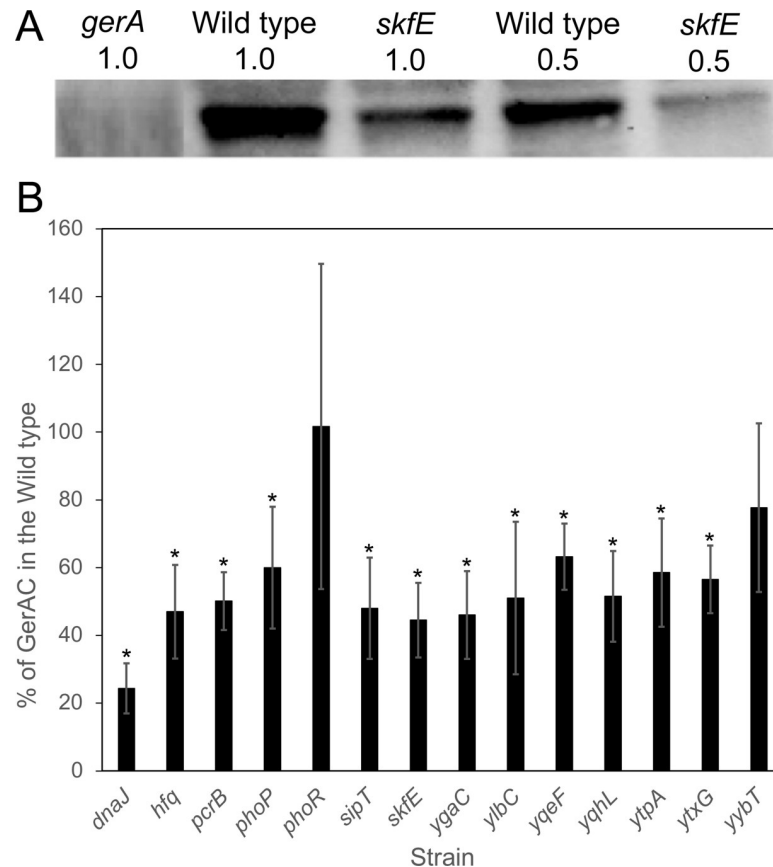 A
gerA Wild type skfE Wild type skfE
1.0 1.0 1.0 0.5 0.5
B
160
140
120
100
80
60
40
20
0
% of GerAC in the Wild type
* * * * * * * * * * * *
dnaJ hfq pcrB phoP phoR sipT skfE ygaC ylbC yqeF yqhL ytpA ytxG yybT
Strain